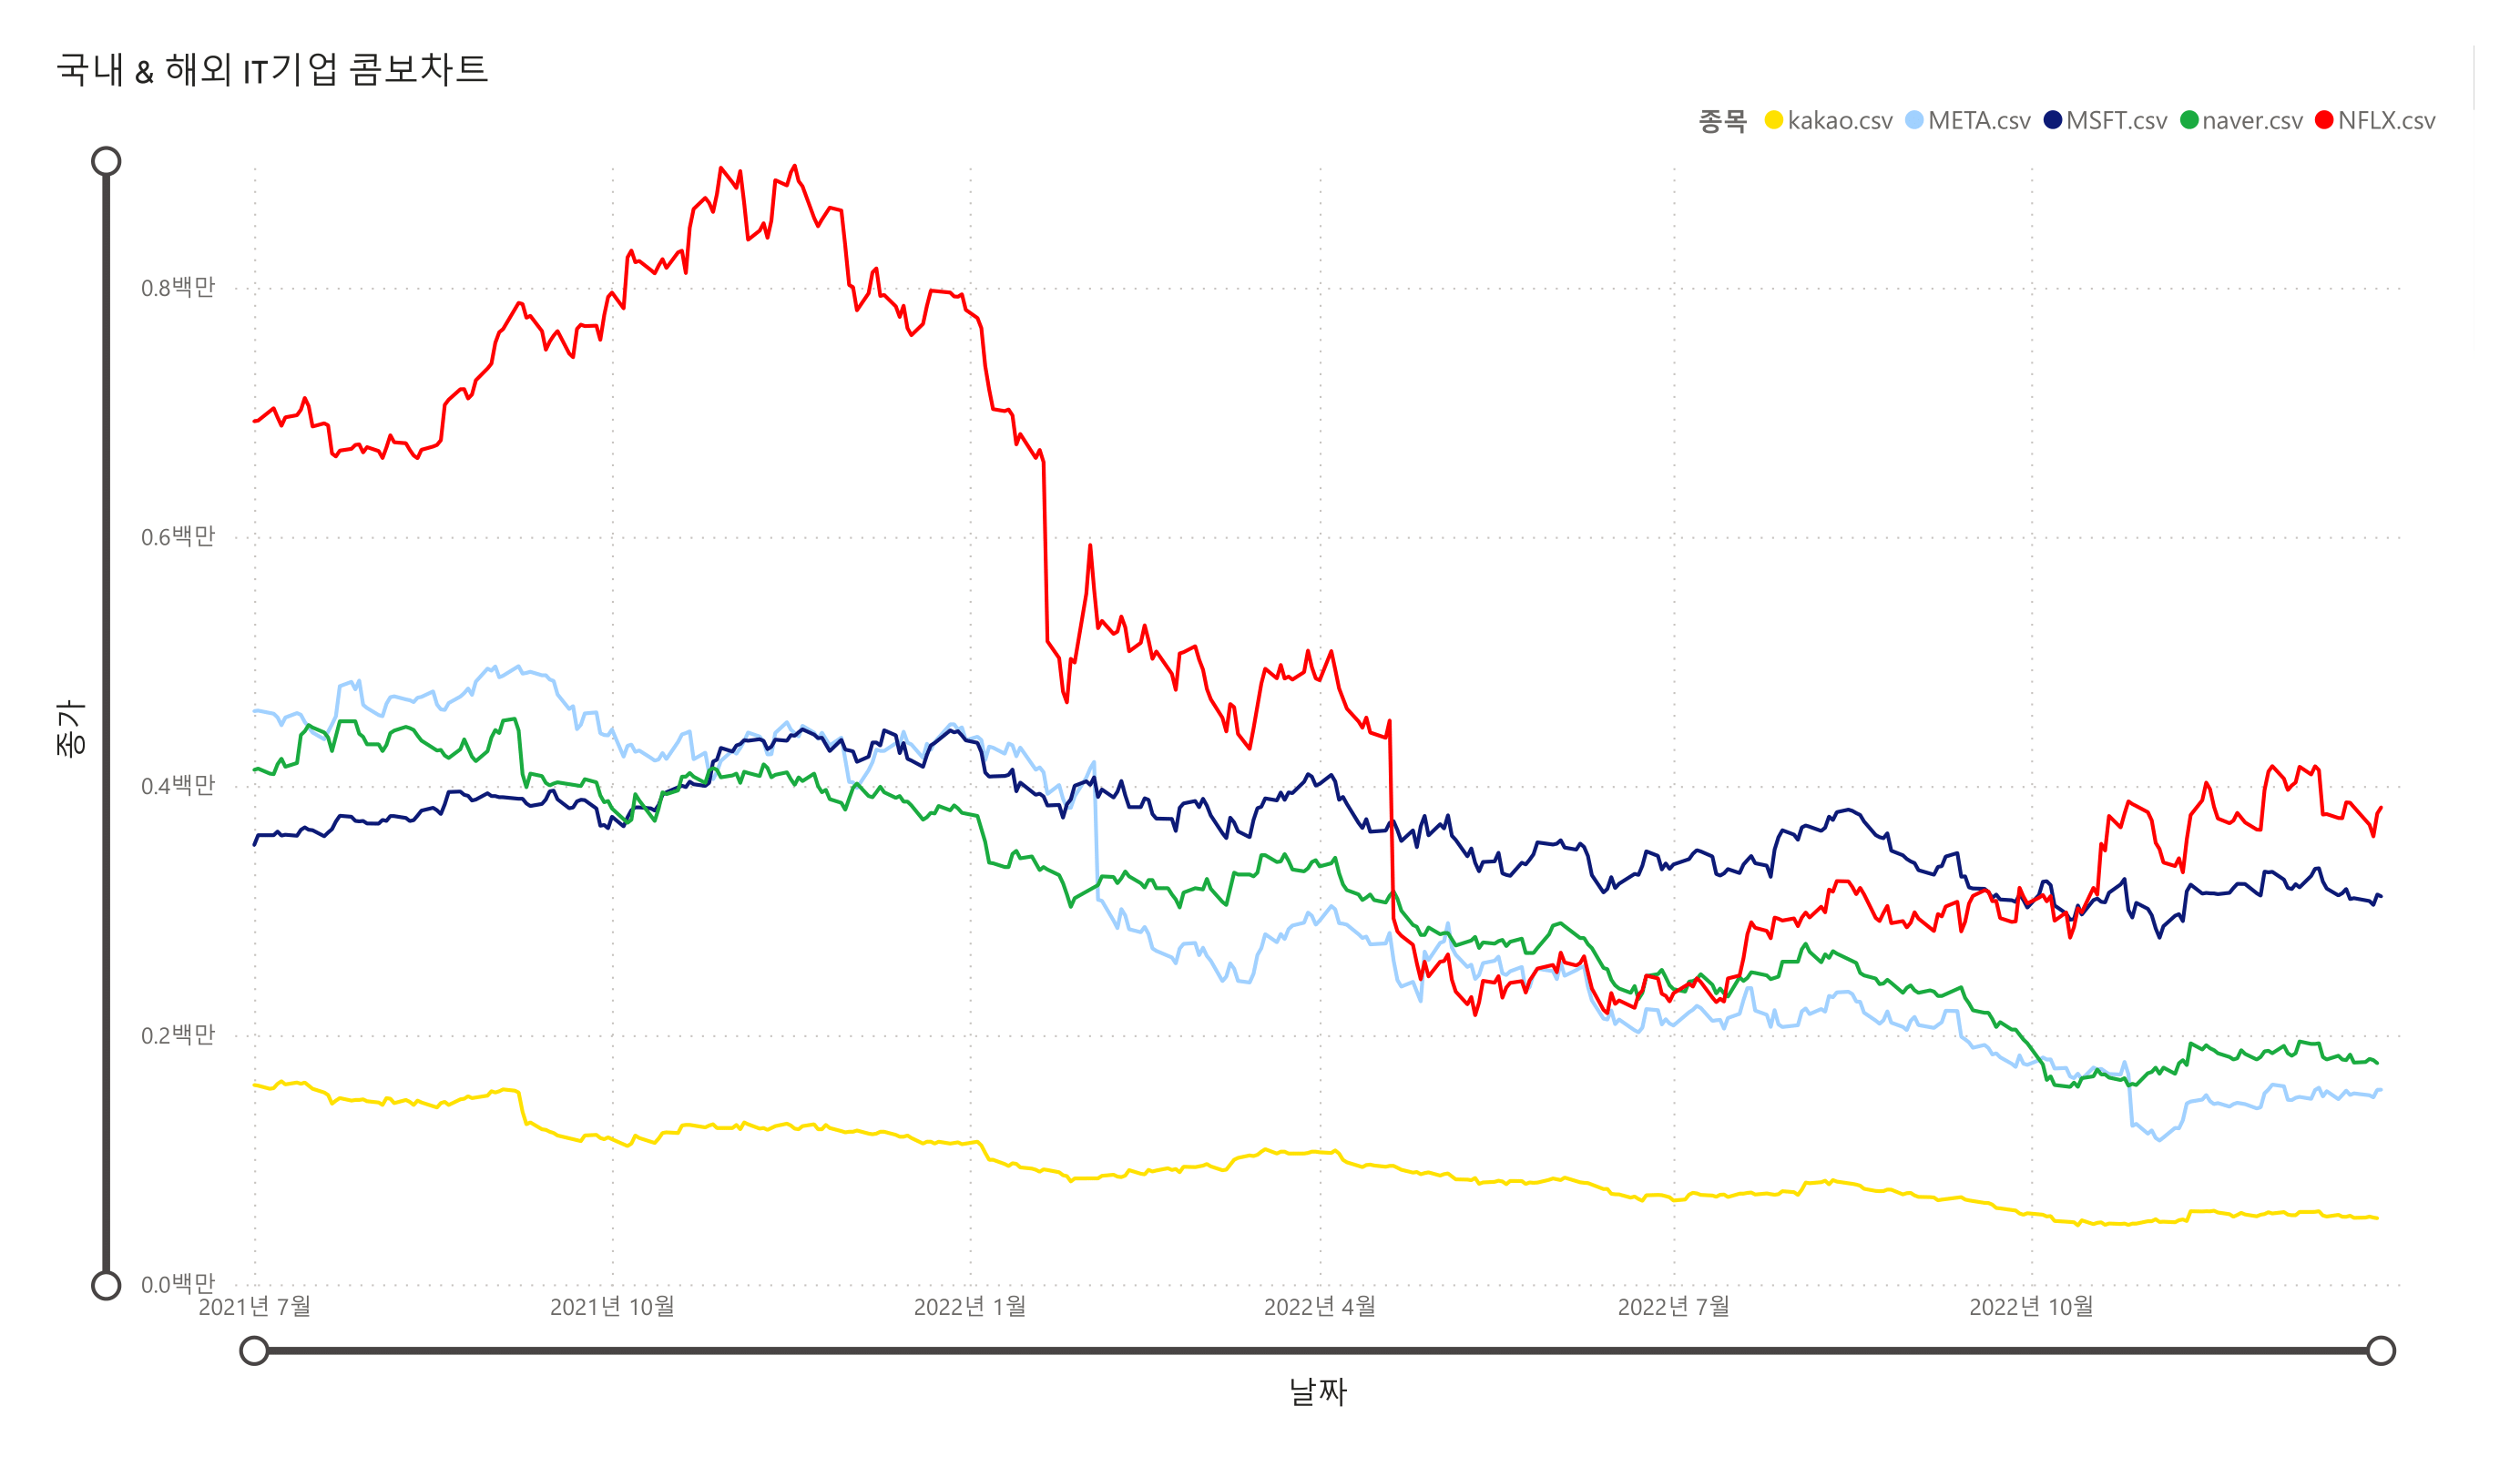 국내 & 해외 IT기업 콤보차트
종목 kakao.csv META.csv MSFT.csv naver.csv NFLX.csv
종가
0.8백만
0.6백만
0.4백만
0.2백만
0.0백만
2021년 7월 2021년 10월 2022년 1월 2022년 4월 2022년 7월 2022년 10월
날짜